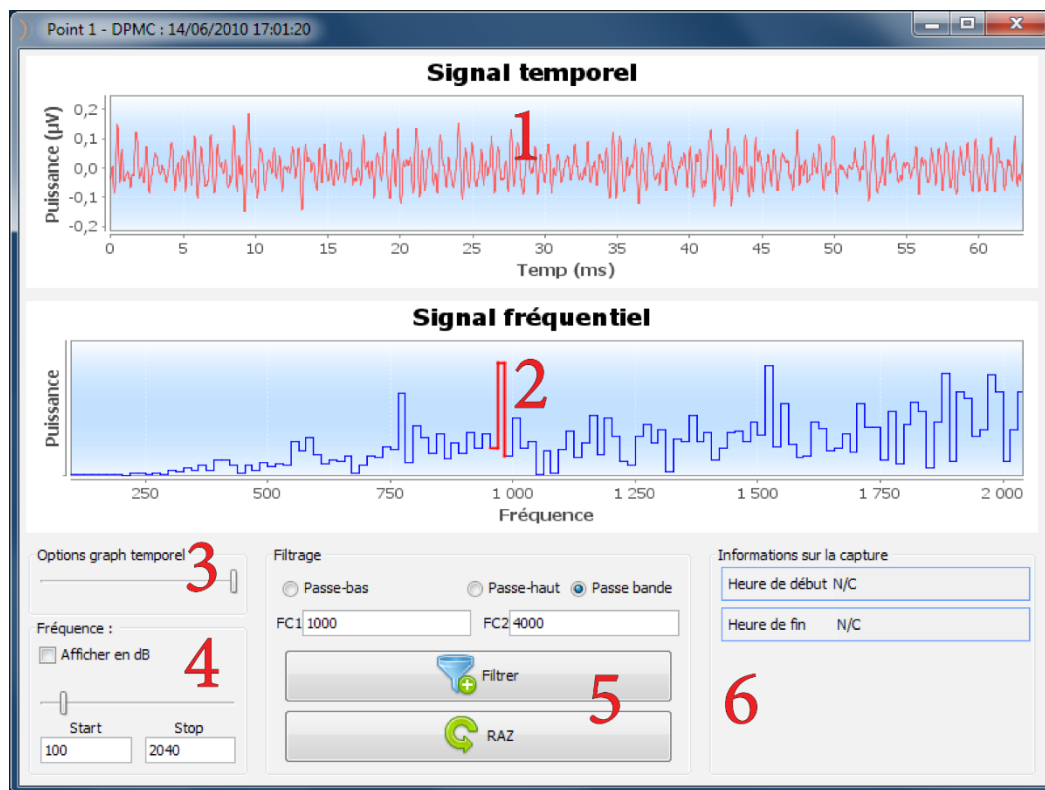 Point 1 - DPMC : 14/06/2010 17:01:20
Signal temporel
Puissance (µV)
0,2
0,1
0,0
-0,1
-0,2
1
0 5 10 15 20 25 30 35 40 45 50 55 60
Temp (ms)
Signal fréquentiel
Puissance
2
250 500 750 1 000 1 250 1 500 1 750 2 000
Fréquence
Options graph temporel
3
Fréquence :
Afficher en dB
4
Start Stop
100 2040
Filtrage
Passe-bas Passe-haut Passe bande
FC1 1000 FC2 4000
Filtrer
5
RAZ
Informations sur la capture
Heure de début N/C
Heure de fin N/C
6